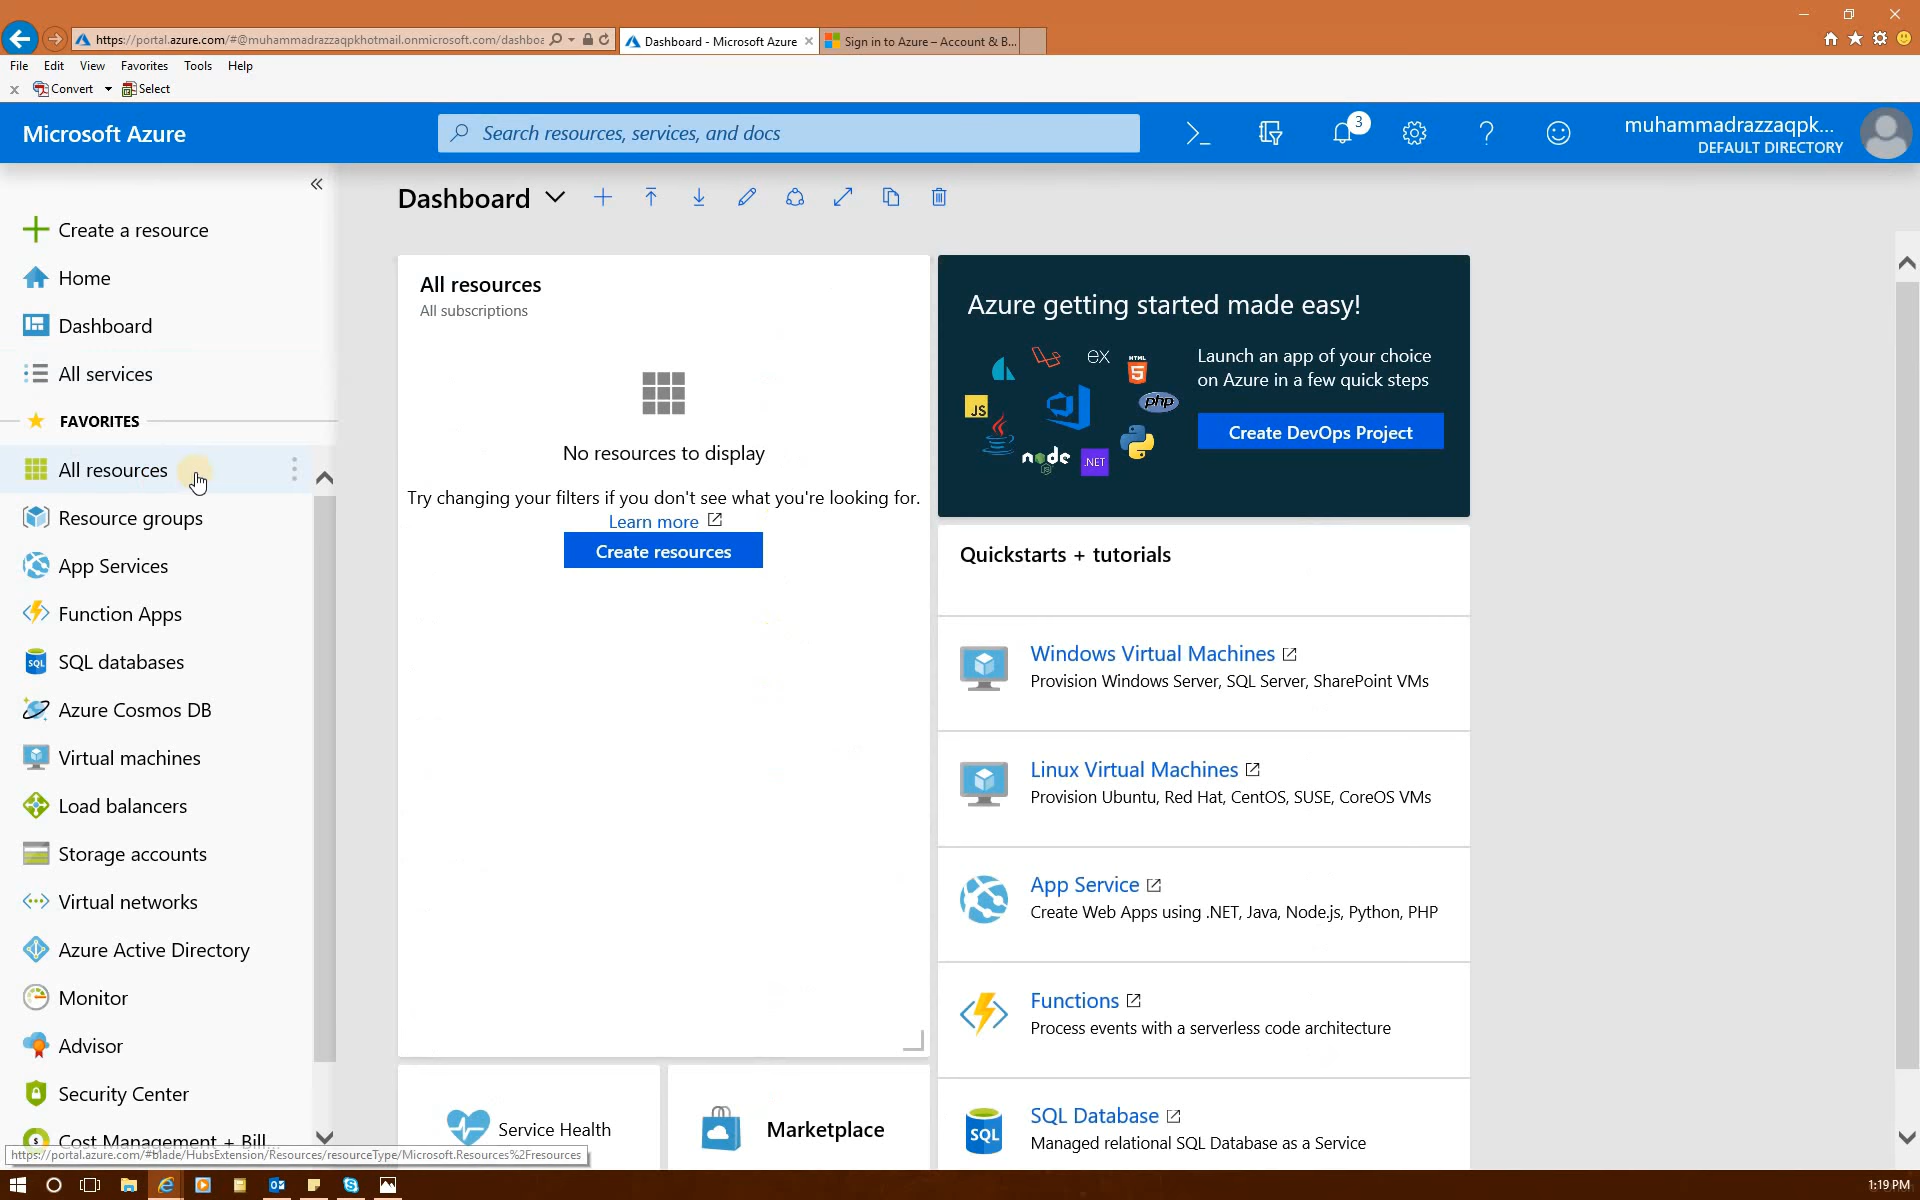 https://portal.azure.com/#@muhammadrazzaqpkhotmail.onmicrosoft.com/dashboa
Dashboard - Microsoft Azure
Sign in to Azure – Account & B...
File Edit View Favorites Tools Help
x Convert Select
Microsoft Azure
Search resources, services, and docs
3
muhammadrazzaqpk...
DEFAULT DIRECTORY
«
Create a resource
Home
Dashboard
All services
FAVORITES
All resources
Resource groups
App Services
Function Apps
SQL databases
Azure Cosmos DB
Virtual machines
Load balancers
Storage accounts
Virtual networks
Azure Active Directory
Monitor
Advisor
Security Center
Cost Management + Bill...
https://portal.azure.com/#blade/HubsExtension/Resources/resourceType/Microsoft.Resources%2Fresources
Dashboard
All resources
All subscriptions
No resources to display
Try changing your filters if you don't see what you're looking for.
Learn more
Create resources
Service Health
Marketplace
Azure getting started made easy!
Launch an app of your choice
on Azure in a few quick steps
Create DevOps Project
ex
HTML
5
JS
php
node
.NET
Quickstarts + tutorials
Windows Virtual Machines
Provision Windows Server, SQL Server, SharePoint VMs
Linux Virtual Machines
Provision Ubuntu, Red Hat, CentOS, SUSE, CoreOS VMs
App Service
Create Web Apps using .NET, Java, Node.js, Python, PHP
Functions
Process events with a serverless code architecture
SQL
SQL Database
Managed relational SQL Database as a Service
1:19 PM